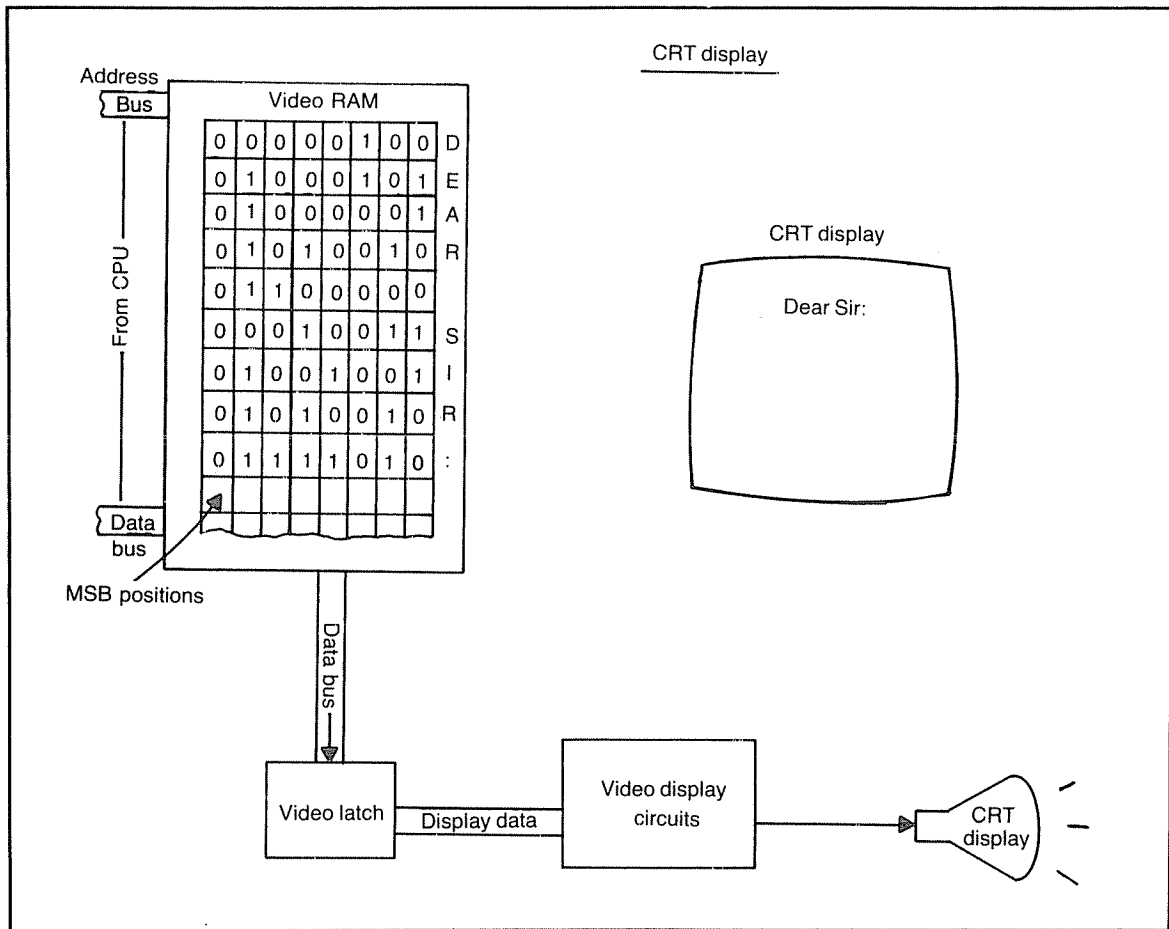 CRT display
Address
Bus
Video RAM
0 0 0 0 0 1 0 0 D
0 1 0 0 0 1 0 1 E
0 1 0 0 0 0 0 1 A
0 1 0 1 0 0 1 0 R
0 1 1 0 0 0 0 0
0 0 0 1 0 0 1 1 S
0 1 0 0 1 0 0 1 I
0 1 0 1 0 0 1 0 R
0 1 1 1 1 0 1 0 :
From CPU
Data
bus
MSB positions
CRT display
Dear Sir:
Data bus
Video latch
Display data
Video display
circuits
CRT
display